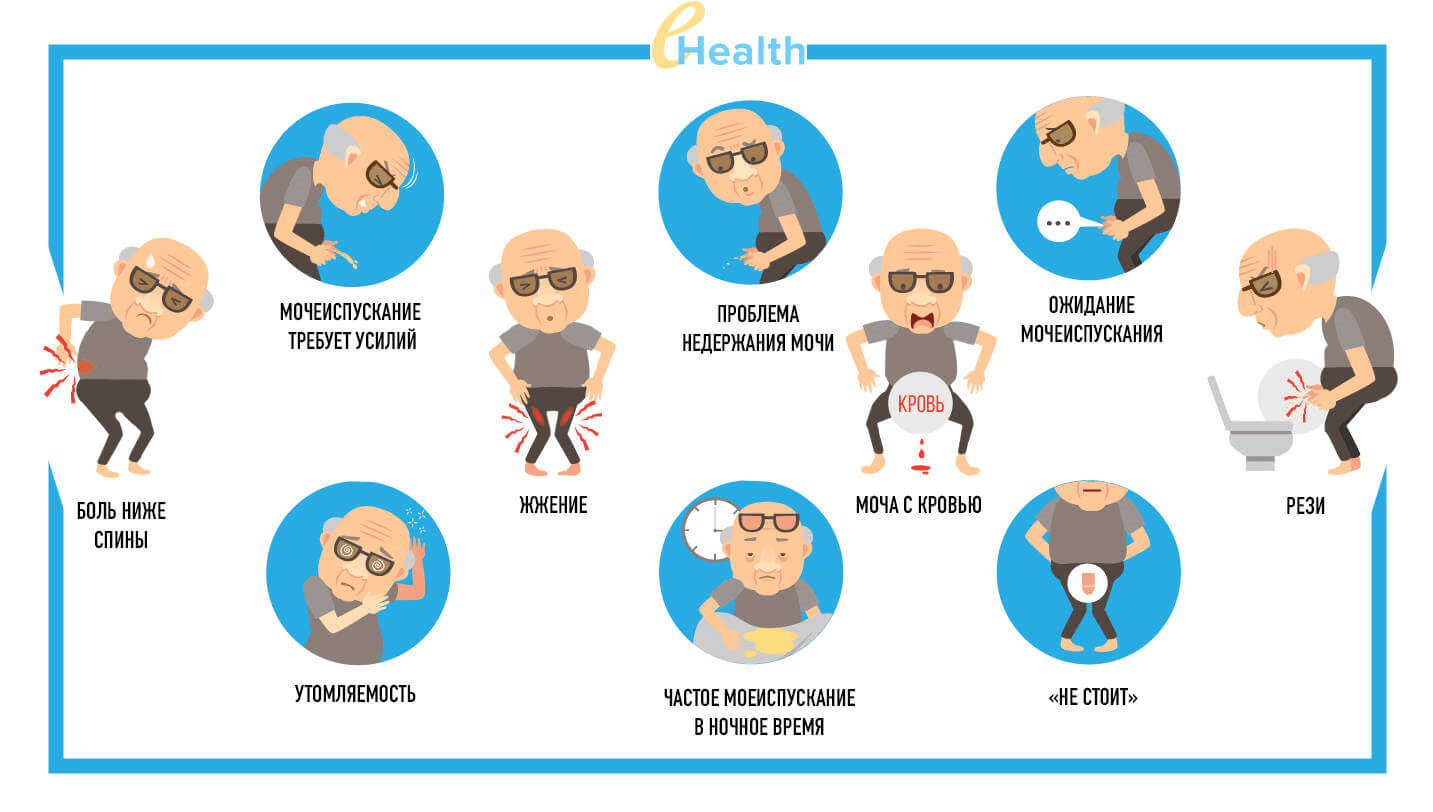 eHealth
МОЧЕИСПУСКАНИЕ
ТРЕБУЕТ УСИЛИЙ
ПРОБЛЕМА
НЕДЕРЖАНИЯ МОЧИ
ОЖИДАНИЕ
МОЧЕИСПУСКАНИЯ
КРОВЬ
БОЛЬ НИЖЕ
СПИНЫ
ЖЖЕНИЕ
МОЧА С КРОВЬЮ
РЕЗИ
УТОМЛЯЕМОСТЬ
ЧАСТОЕ МОЕИСПУСКАНИЕ
В НОЧНОЕ ВРЕМЯ
«НЕ СТОИТ»